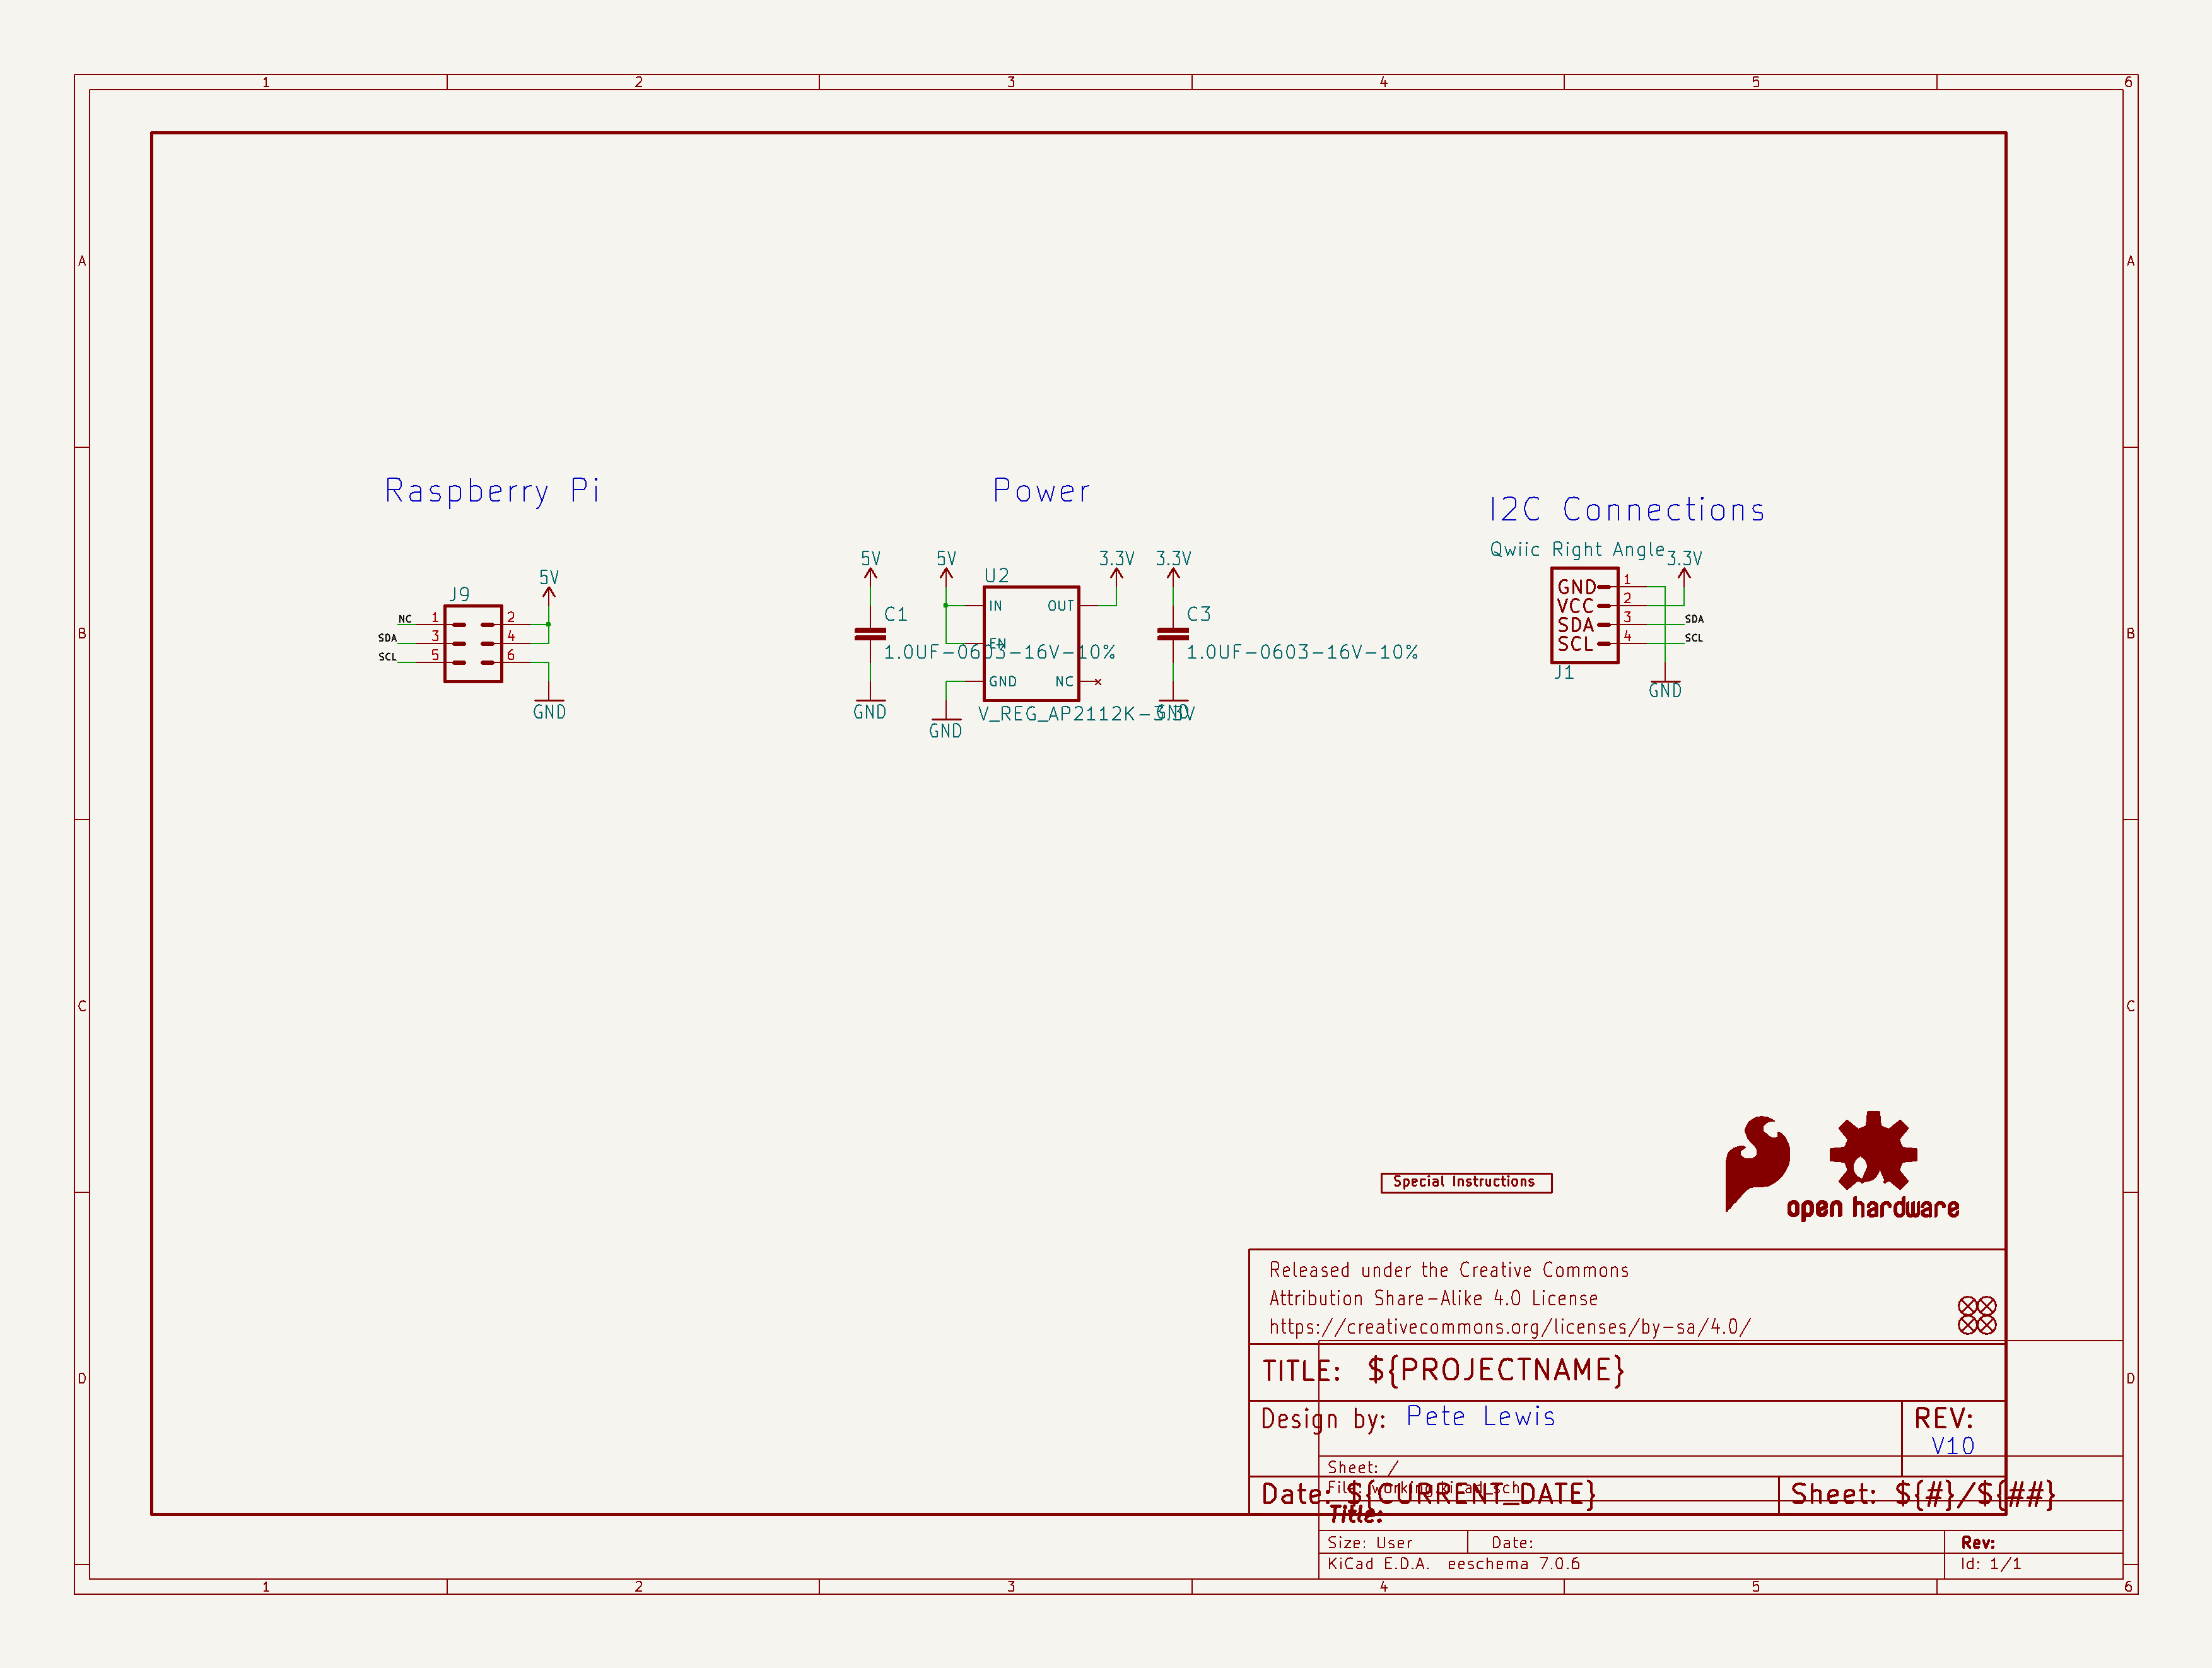 1 2 3 4 5 6
A A
Raspberry Pi
Power
I2C Connections
Qwiic Right Angle
5V
J9
NC 1 2
SDA 3 4
SCL 5 6
GND
5V
C1
1.0UF-0603-16V-10%
GND
5V
U2
IN OUT
EN
GND NC
V_REG_AP2112K-3.3V
GND
3.3V
3.3V
C3
1.0UF-0603-16V-10%
GND
3.3V
GND 1
VCC 2
SDA 3 SDA
SCL 4 SCL
J1
GND
B B
C C
Special Instructions
open hardware
Released under the Creative Commons
Attribution Share-Alike 4.0 License
https://creativecommons.org/licenses/by-sa/4.0/
TITLE: ${PROJECTNAME}
D D
Design by: Pete Lewis
REV:
V10
Sheet: /
File: working.kicad_sch
Date: ${CURRENT_DATE}
Sheet: ${#}/${##}
Title:
Size: User Date: Rev:
KiCad E.D.A. eeschema 7.0.6 Id: 1/1
1 2 3 4 5 6